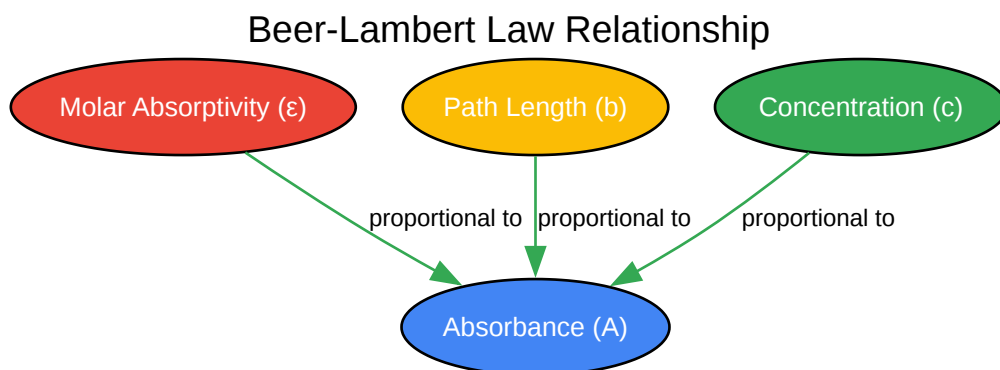 Beer-Lambert Law Relationship
Molar Absorptivity (ε)
Path Length (b)
Concentration (c)
proportional to
proportional to
proportional to
Absorbance (A)